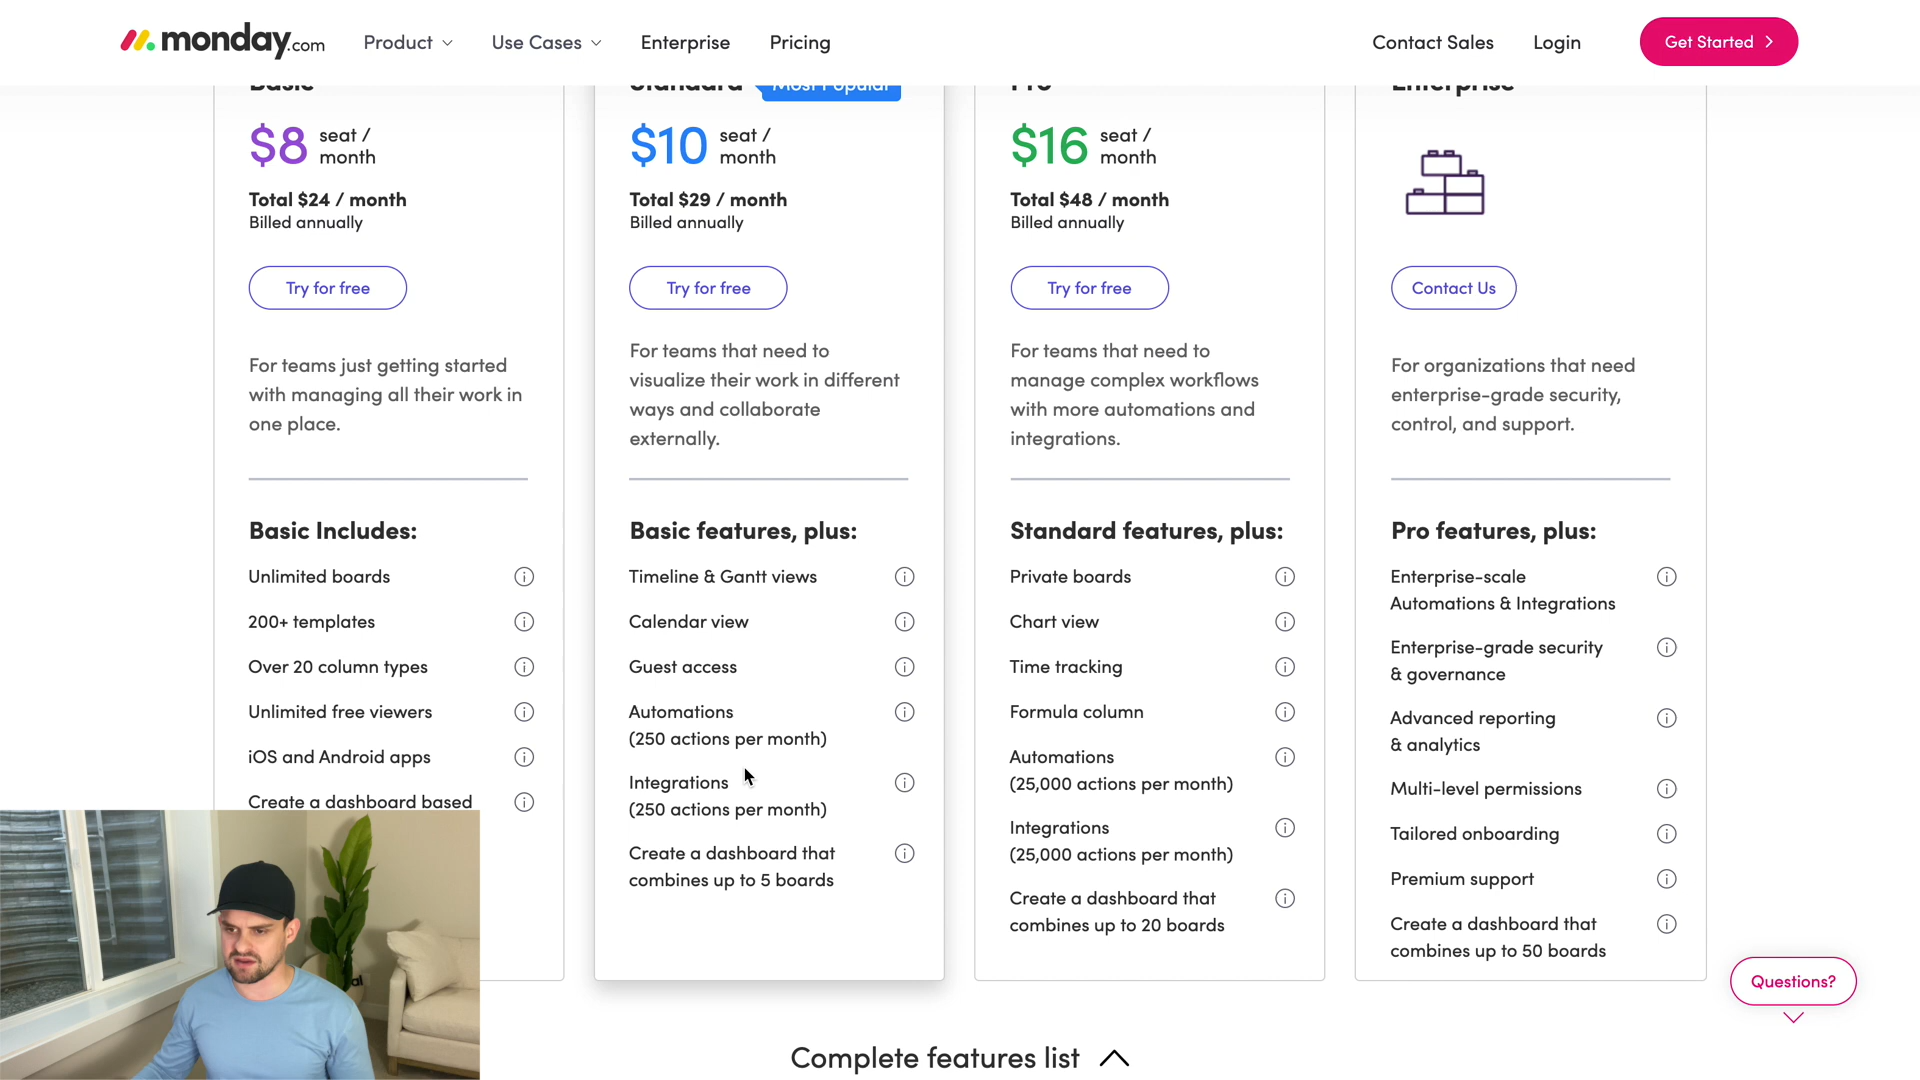 monday.com
Product
Use Cases
Enterprise
Pricing
Contact Sales
Login
Get Started
Basic
$8 seat / month
Total $24 / month
Billed annually
Try for free
For teams just getting started
with managing all their work in
one place.
Basic Includes:
Unlimited boards
200+ templates
Over 20 column types
Unlimited free viewers
iOS and Android apps
Create a dashboard based
Standard
Most Popular
$10 seat / month
Total $29 / month
Billed annually
Try for free
For teams that need to
visualize their work in different
ways and collaborate
externally.
Basic features, plus:
Timeline & Gantt views
Calendar view
Guest access
Automations
(250 actions per month)
Integrations
(250 actions per month)
Create a dashboard that
combines up to 5 boards
Pro
$16 seat / month
Total $48 / month
Billed annually
Try for free
For teams that need to
manage complex workflows
with more automations and
integrations.
Standard features, plus:
Private boards
Chart view
Time tracking
Formula column
Automations
(25,000 actions per month)
Integrations
(25,000 actions per month)
Create a dashboard that
combines up to 20 boards
Enterprise
Contact Us
For organizations that need
enterprise-grade security,
control, and support.
Pro features, plus:
Enterprise-scale
Automations & Integrations
Enterprise-grade security
& governance
Advanced reporting
& analytics
Multi-level permissions
Tailored onboarding
Premium support
Create a dashboard that
combines up to 50 boards
Questions?
Complete features list